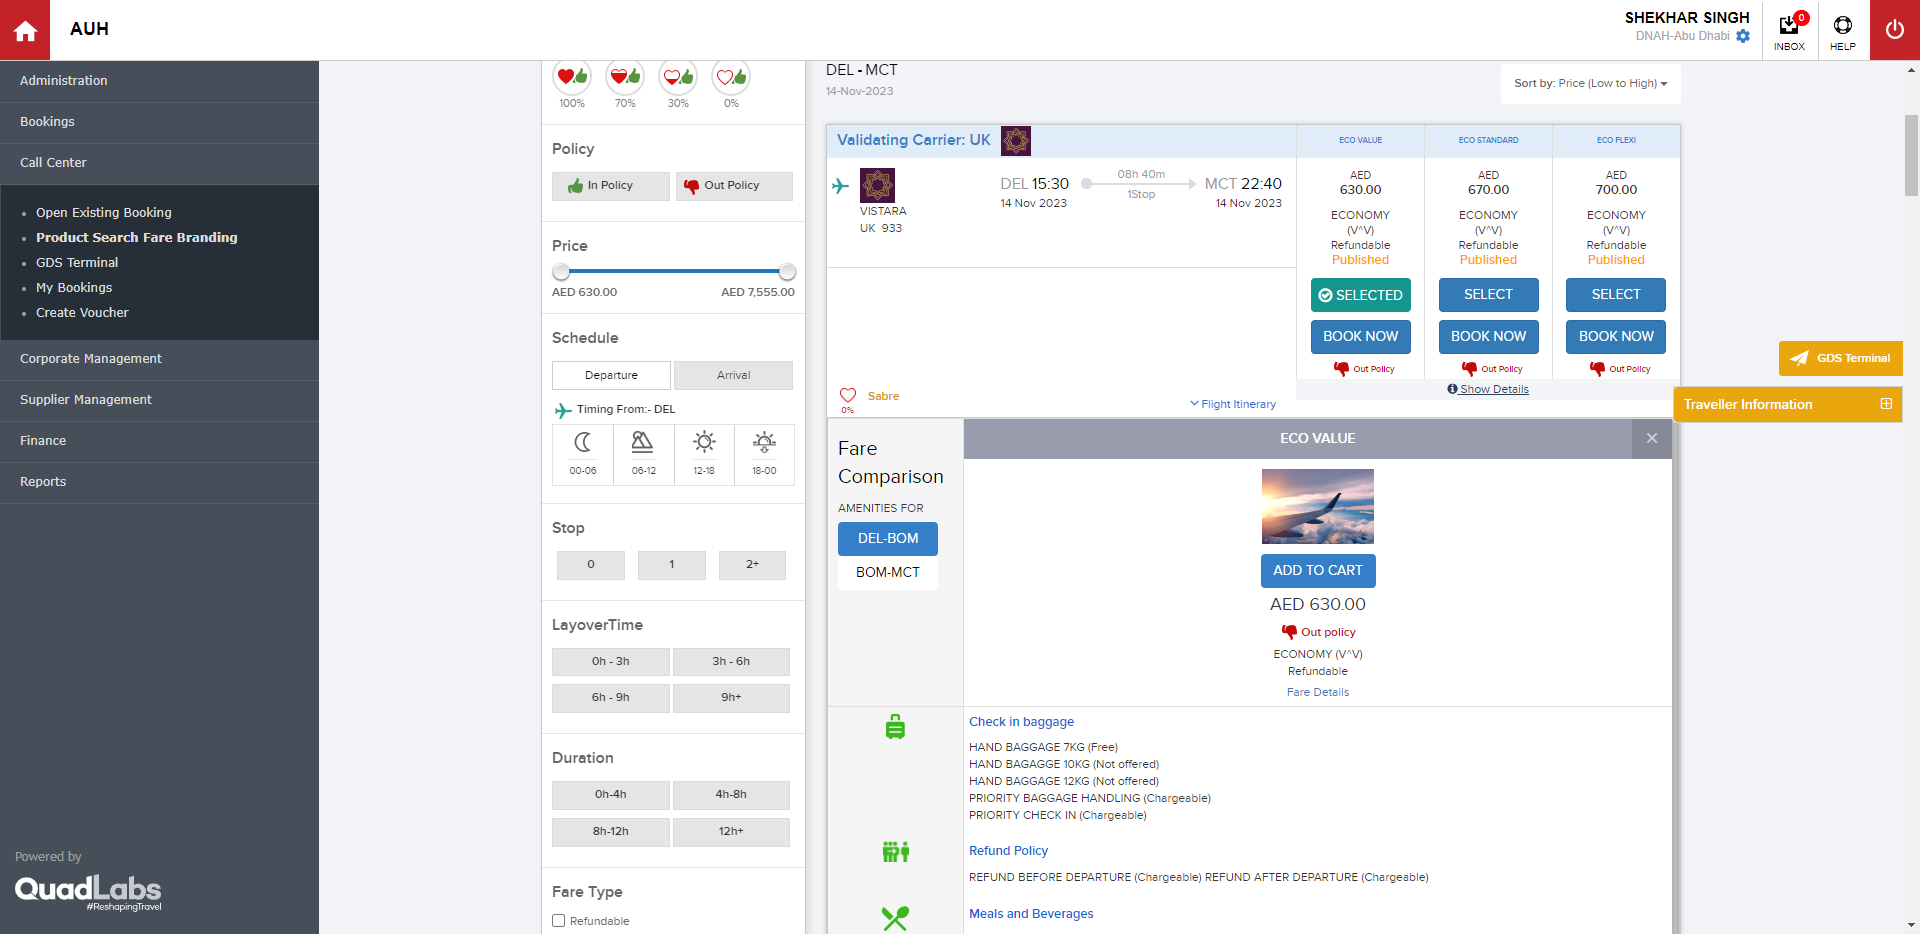 AUH
SHEKHAR SINGH
DNAH-Abu Dhabi
0
INBOX
HELP
Administration
Bookings
Call Center
Open Existing Booking
Product Search Fare Branding
GDS Terminal
My Bookings
Create Voucher
Corporate Management
Supplier Management
Finance
Reports
Powered by
QuadLabs
#ReshapingTravel
100%
70%
30%
0%
Policy
In Policy
Out Policy
Price
AED 630.00
AED 7,555.00
Schedule
Departure
Arrival
Timing From:- DEL
00-06
06-12
12-18
18-00
Stop
0
1
2+
LayoverTime
0h - 3h
3h - 6h
6h - 9h
9h+
Duration
0h-4h
4h-8h
8h-12h
12h+
Fare Type
Refundable
DEL - MCT
14-Nov-2023
Sort by: Price (Low to High)
Validating Carrier: UK
VISTARA
UK 933
DEL 15:30
14 Nov 2023
08h 40m
1Stop
MCT 22:40
14 Nov 2023
0%
Sabre
Flight Itinerary
ECO VALUE
AED
630.00
ECONOMY
(V^V)
Refundable
Published
SELECTED
BOOK NOW
Out Policy
ECO STANDARD
AED
670.00
ECONOMY
(V^V)
Refundable
Published
SELECT
BOOK NOW
Out Policy
ECO FLEXI
AED
700.00
ECONOMY
(V^V)
Refundable
Published
SELECT
BOOK NOW
Out Policy
Show Details
GDS Terminal
Traveller Information
Fare
Comparison
AMENITIES FOR
DEL-BOM
BOM-MCT
ECO VALUE
ADD TO CART
AED 630.00
Out policy
ECONOMY (V^V)
Refundable
Fare Details
Check in baggage
HAND BAGGAGE 7KG (Free)
HAND BAGAGGE 10KG (Not offered)
HAND BAGGAGE 12KG (Not offered)
PRIORITY BAGGAGE HANDLING (Chargeable)
PRIORITY CHECK IN (Chargeable)
Refund Policy
REFUND BEFORE DEPARTURE (Chargeable) REFUND AFTER DEPARTURE (Chargeable)
Meals and Beverages